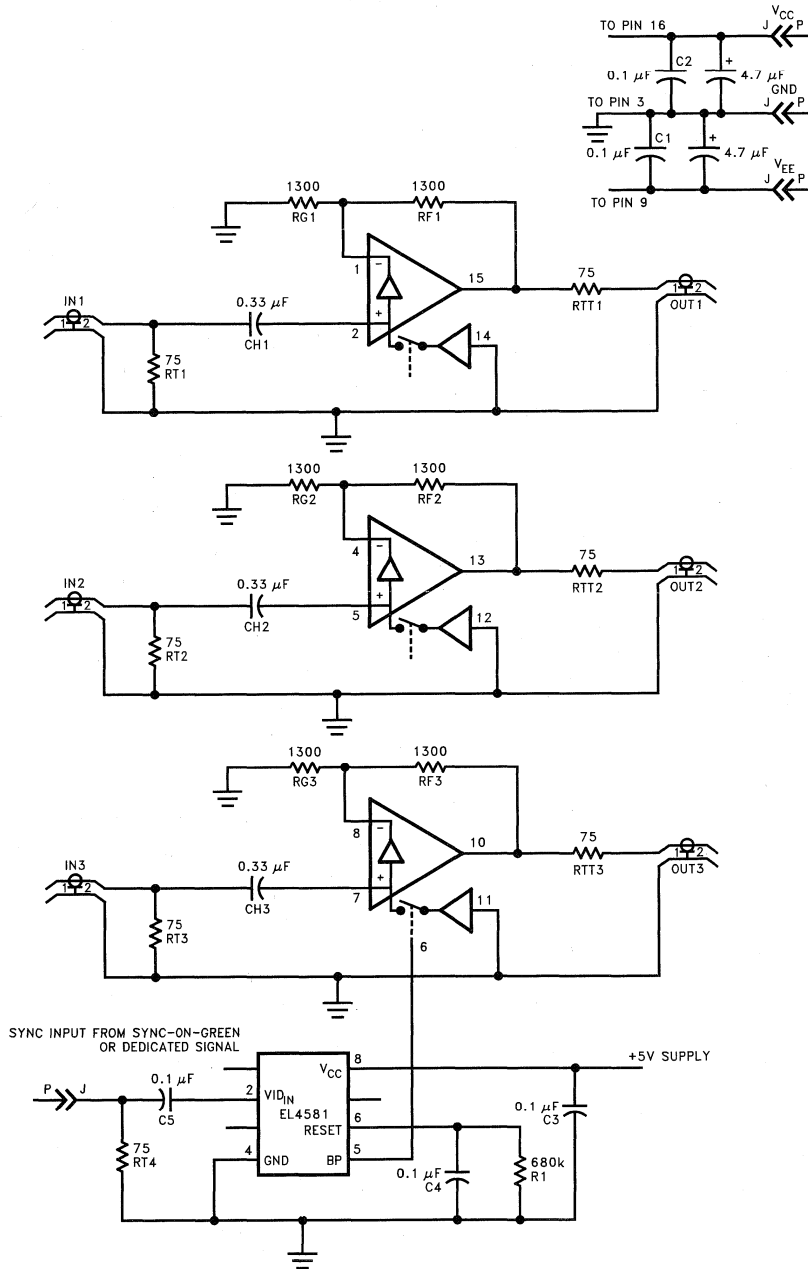 V_CC
TO PIN 16 J P
C2 +
0.1 µF 4.7 µF
GND
TO PIN 3 J P
C1 +
0.1 µF 4.7 µF
V_EE
J P
TO PIN 9
1300 1300
RG1 RF1
1 − 15 75
IN1 0.33 µF RTT1 1 2 OUT1
1 2 CH1 2 + 14
75
RT1
1300 1300
RG2 RF2
4 − 13 75
IN2 0.33 µF RTT2 1 2 OUT2
1 2 CH2 5 + 12
75
RT2
1300 1300
RG3 RF3
8 − 10 75
IN3 0.33 µF RTT3 1 2 OUT3
1 2 CH3 7 + 11
75
RT3
6
SYNC INPUT FROM SYNC-ON-GREEN
OR DEDICATED SIGNAL
V_CC 8 +5V SUPPLY
P J 0.1 µF 2 VID_IN
C5 EL4581
RESET 6
0.1 µF
C3
75
RT4
4 GND BP 5
0.1 µF
C4
680k
R1